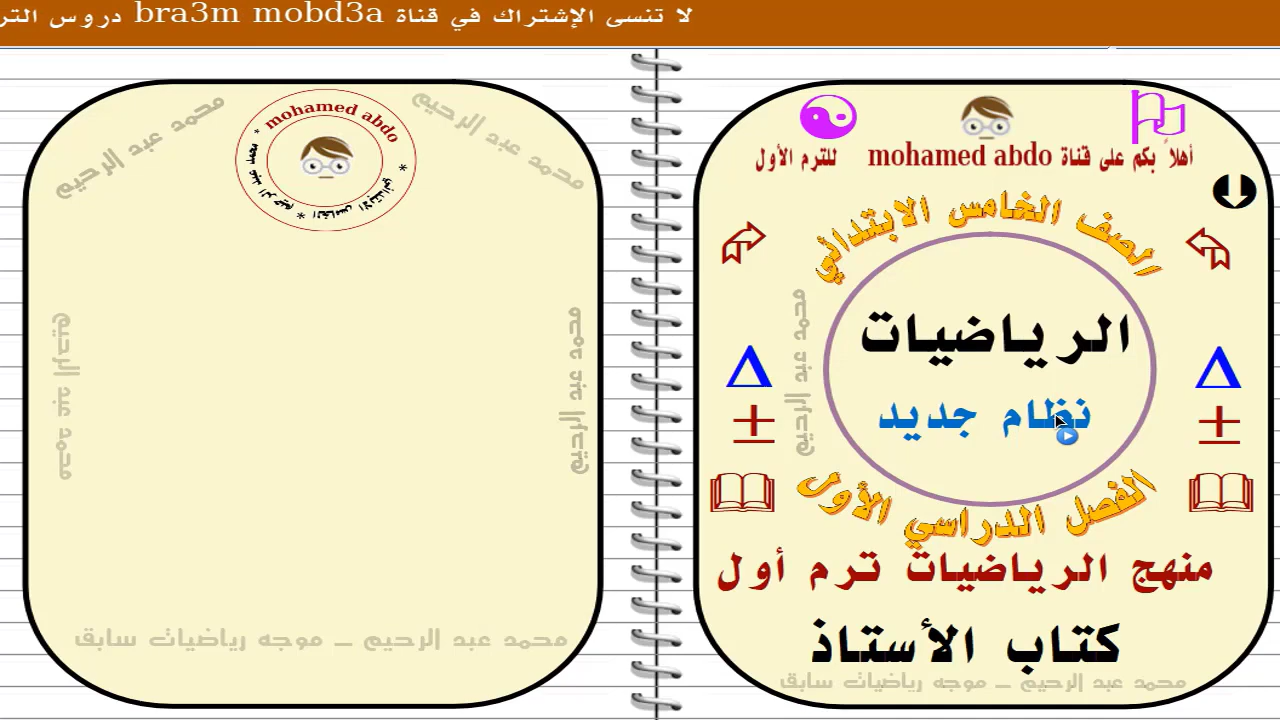 لا تنسى الإشتراك في قناة bra3m mobd3a دروس التر
أهلاً بكم على قناة mohamed abdo للترم الأول
الصف الخامس الابتدائي
الرياضيات
نظام جديد
الفصل الدراسي الأول
منهج الرياضيات ترم أول
كتاب الأستاذ
محمد عبد الرحيم – موجه رياضيات سابق
محمد عبد الرحيم
mohamed abdo
* محمد عبد الرحيم * الخامس الابتدائي *
محمد عبد الرحيم
محمد عبد الرحيم
محمد عبد الرحيم
محمد عبد الرحيم
محمد عبد الرحيم – موجه رياضيات سابق